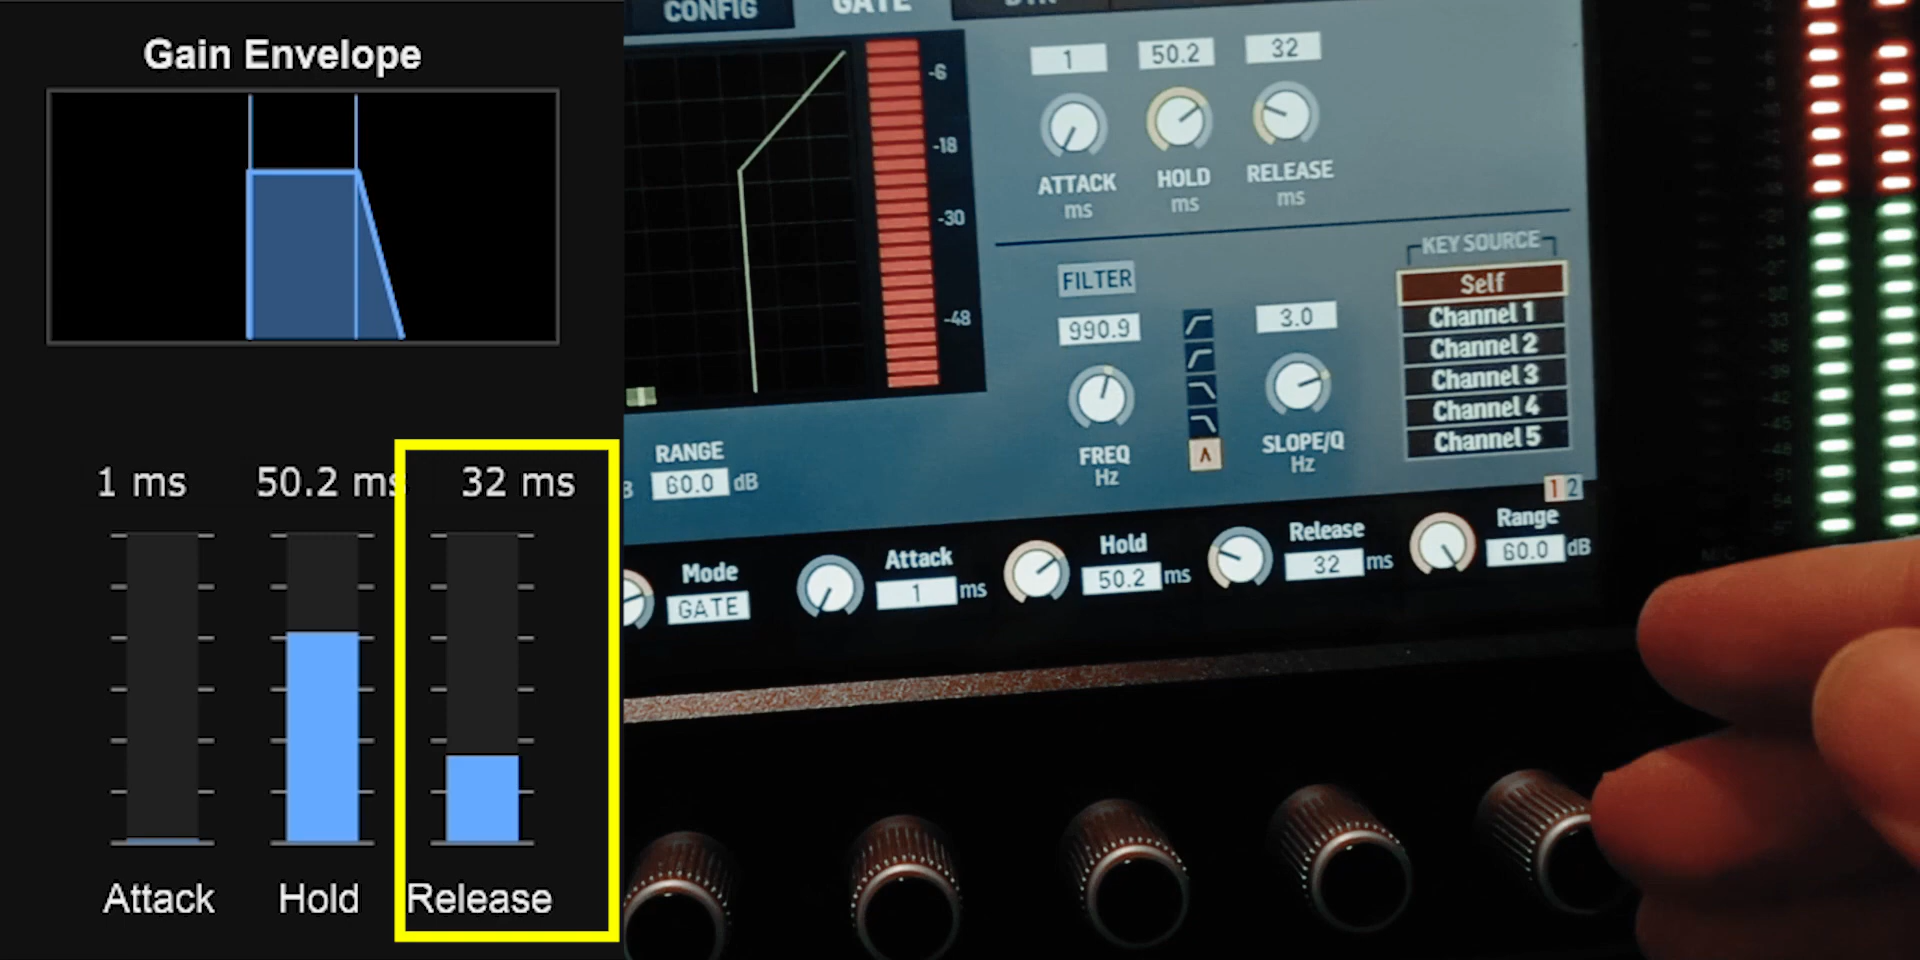 Gain Envelope
1 ms 50.2 ms 32 ms
Attack Hold Release
CONFIG GATE DYN
-6
-18
-30
-48
1 50.2 32
ATTACK HOLD RELEASE
ms ms ms
FILTER
990.9 3.0
FREQ SLOPE/Q
Hz Hz
KEY SOURCE
Self
Channel 1
Channel 2
Channel 3
Channel 4
Channel 5
RANGE
60.0 dB
1 2
Mode
GATE
Attack
1 ms
Hold
50.2 ms
Release
32 ms
Range
60.0 dB